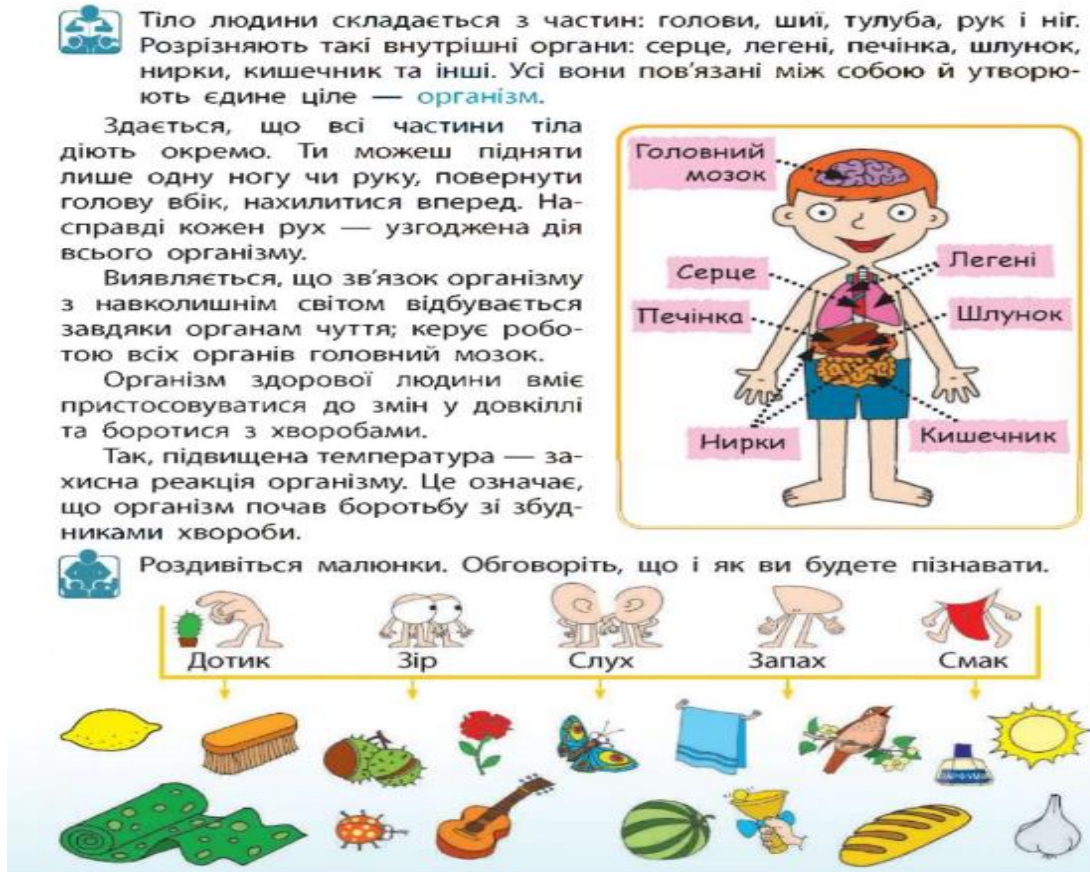 Тіло людини складається з частин: голови, шиї, тулуба, рук і ніг.
Розрізняють такі внутрішні органи: серце, легені, печінка, шлунок,
нирки, кишечник та інші. Усі вони пов'язані між собою й утворю-
ють єдине ціле — організм.
Здається, що всі частини тіла
діють окремо. Ти можеш підняти
лише одну ногу чи руку, повернути
голову вбік, нахилитися вперед. На-
справді кожен рух — узгоджена дія
всього організму.
Виявляється, що зв'язок організму
з навколишнім світом відбувається
завдяки органам чуття; керує робо-
тою всіх органів головний мозок.
Організм здорової людини вміє
пристосовуватися до змін у довкіллі
та боротися з хворобами.
Так, підвищена температура — за-
хисна реакція організму. Це означає,
що організм почав боротьбу зі збуд-
никами хвороби.
Головний
мозок
Серце
Легені
Печінка
Шлунок
Нирки
Кишечник
Роздивіться малюнки. Обговоріть, що і як ви будете пізнавати.
Дотик
Зір
Слух
Запах
Смак